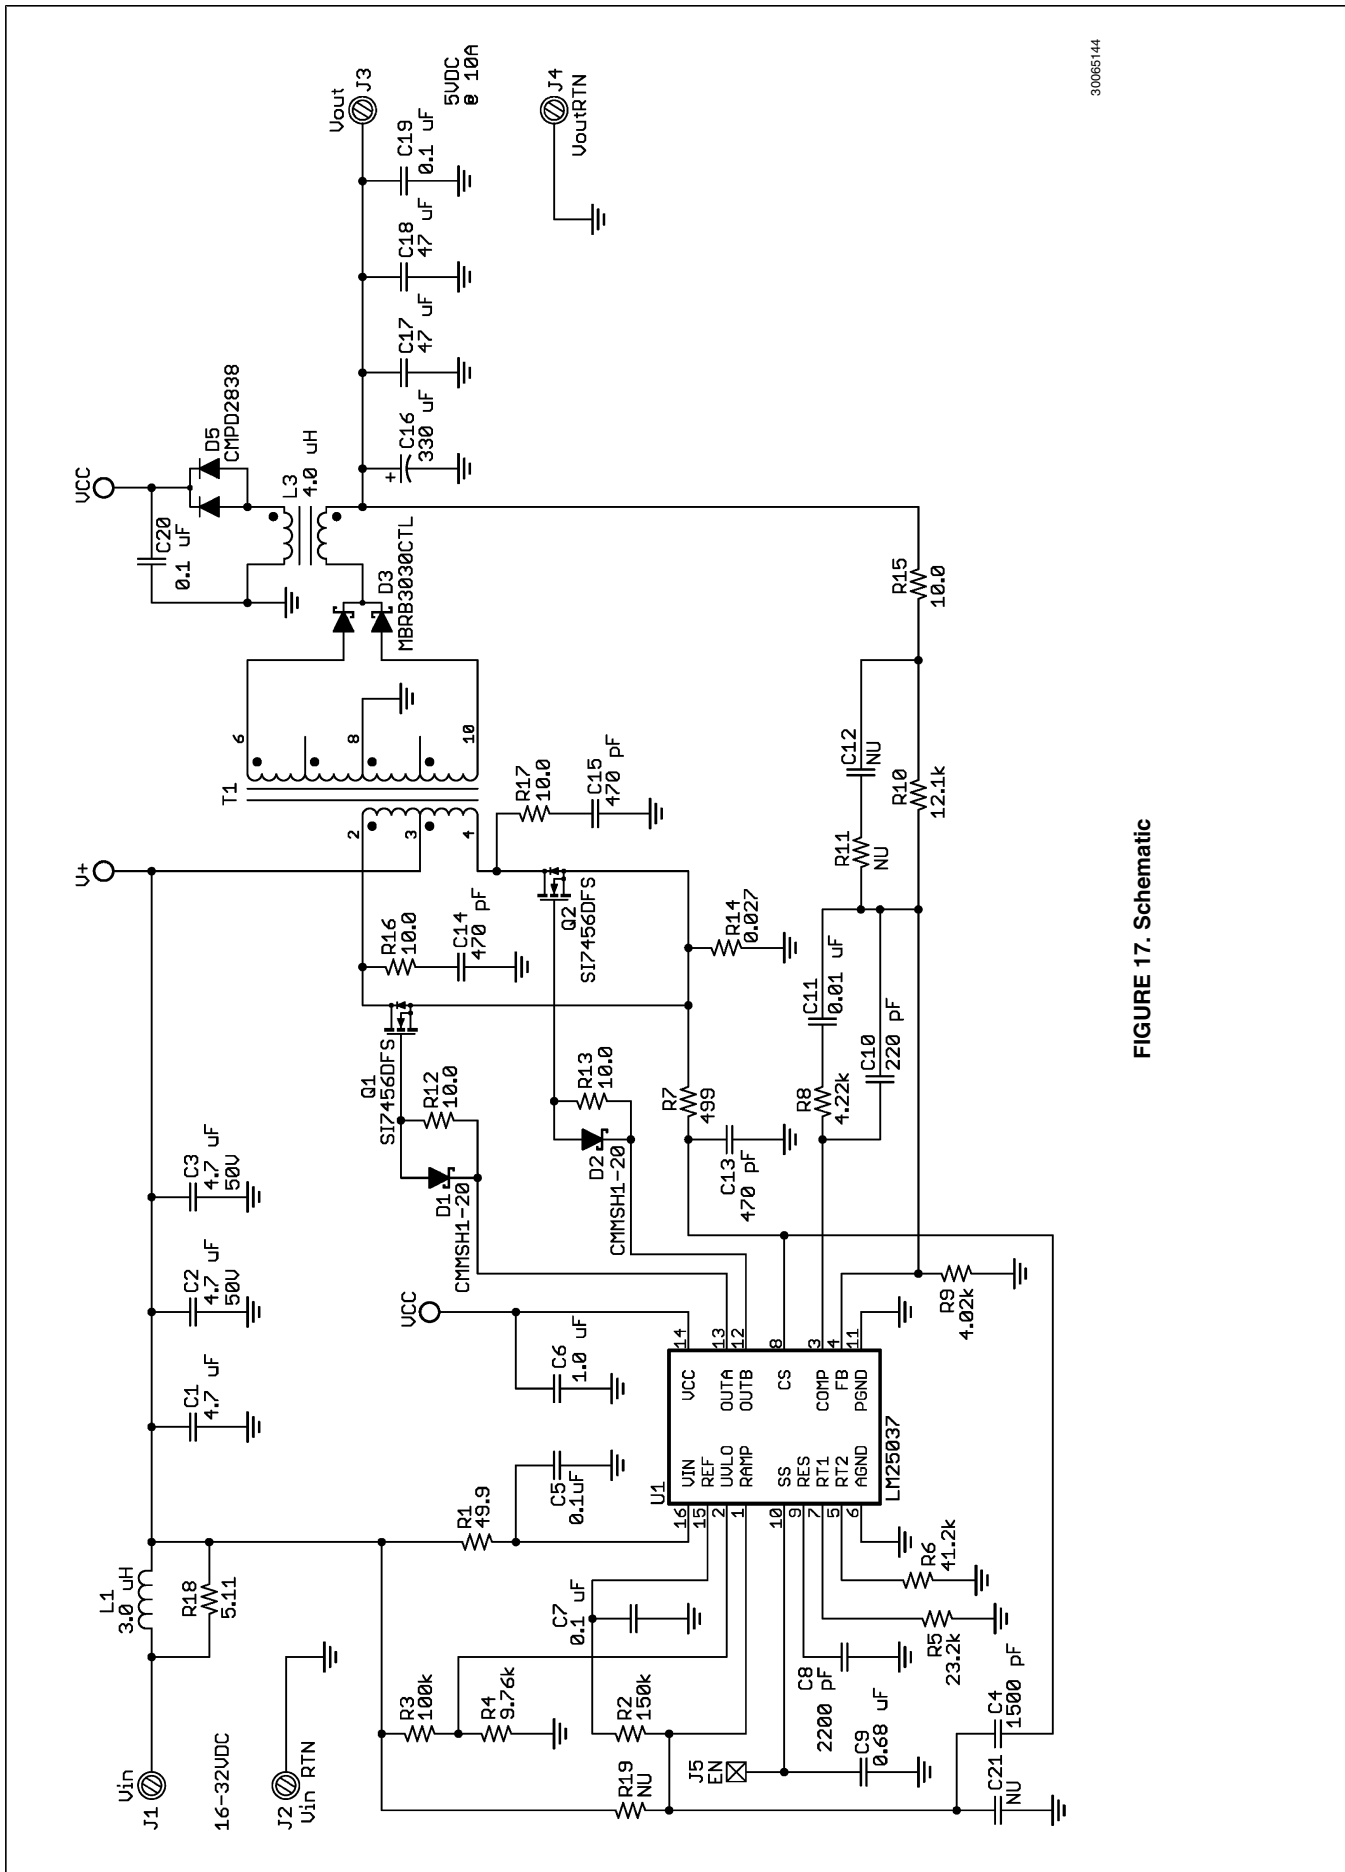 Vin
J1
16-32VDC
J2
Vin RTN
L1
3.0 uH
R18
5.11
C1
4.7 uF
C2
4.7 uF
50V
C3
4.7 uF
50V
V+
VCC
C20
0.1 uF
D5
CMPD2838
L3
4.0 uH
Vout
J3
5VDC
@ 10A
J4
VoutRTN
C16
330 uF
+
C17
47 uF
C18
47 uF
C19
0.1 uF
D3
MBRB3030CTL
T1
2
3
4
6
8
10
R16
10.0
C14
470 pF
R17
10.0
C15
470 pF
Q1
SI7456DFS
Q2
SI7456DFS
R12
10.0
D1
CMMSH1-20
R13
10.0
D2
CMMSH1-20
R14
0.027
R7
499
C13
470 pF
R1
49.9
C5
0.1uF
VCC
C6
1.0 uF
R3
100k
R4
9.76k
C7
0.1 uF
R2
150k
R19
NU
J5
EN
U1
16
15
2
1
10
9
7
5
6
VIN
REF
UVLO
RAMP
SS
RES
RT1
RT2
AGND
VCC
OUTA
OUTB
CS
COMP
FB
PGND
14
13
12
8
3
4
11
LM25037
C8
2200 pF
C9
0.68 uF
R5
23.2k
R6
41.2k
C4
1500 pF
C21
NU
R9
4.02k
R8
4.22k
C11
0.01 uF
C10
220 pF
R11
NU
C12
NU
R10
12.1k
R15
10.0
30065144
FIGURE 17. Schematic